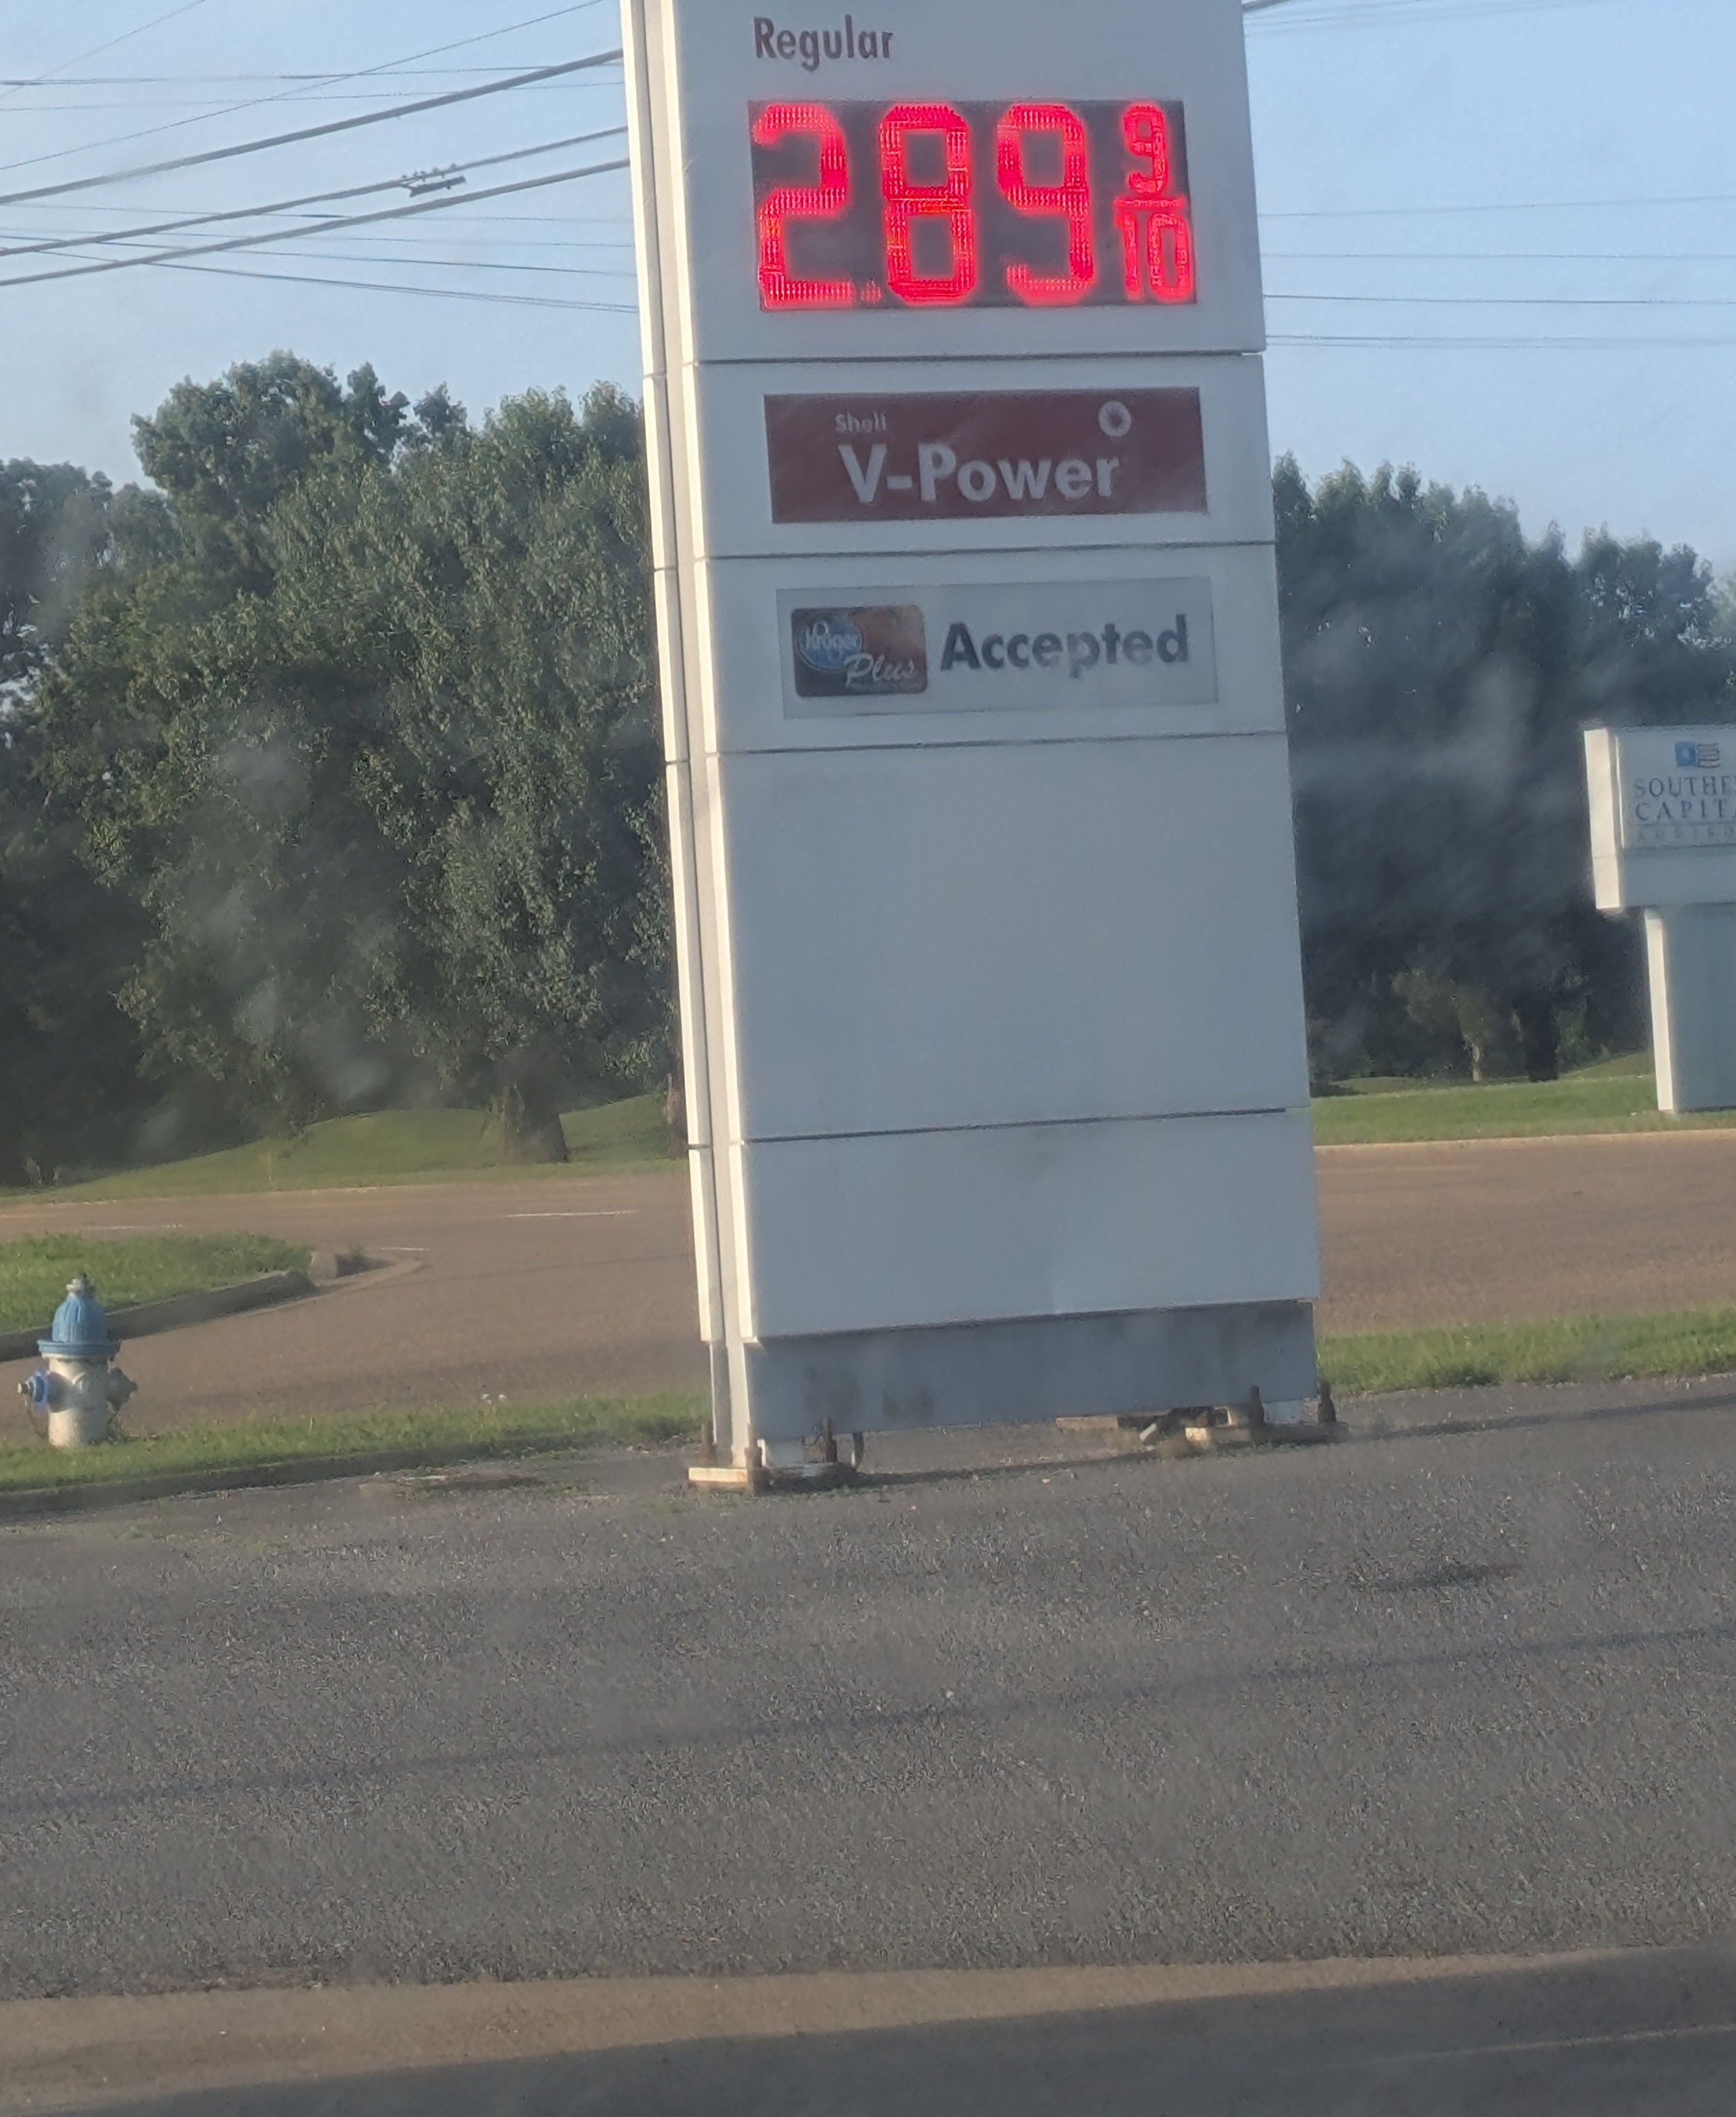 Regular
2.89 9/10
Shell
V-Power
Kroger
Plus
Accepted